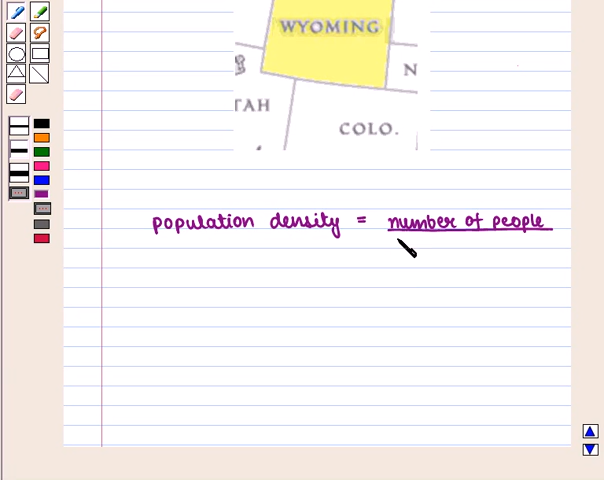 WYOMING
TAH
N
COLO.
population density = number of people